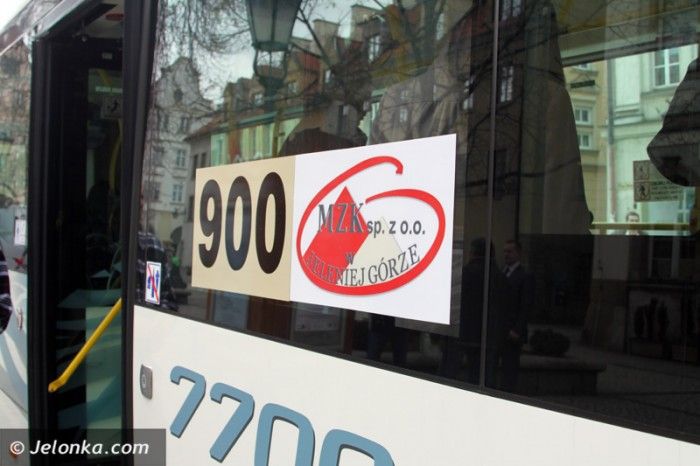 900
MZK sp. z o.o.
w
JELENIEJ GÓRZE
7700
© Jelonka.com